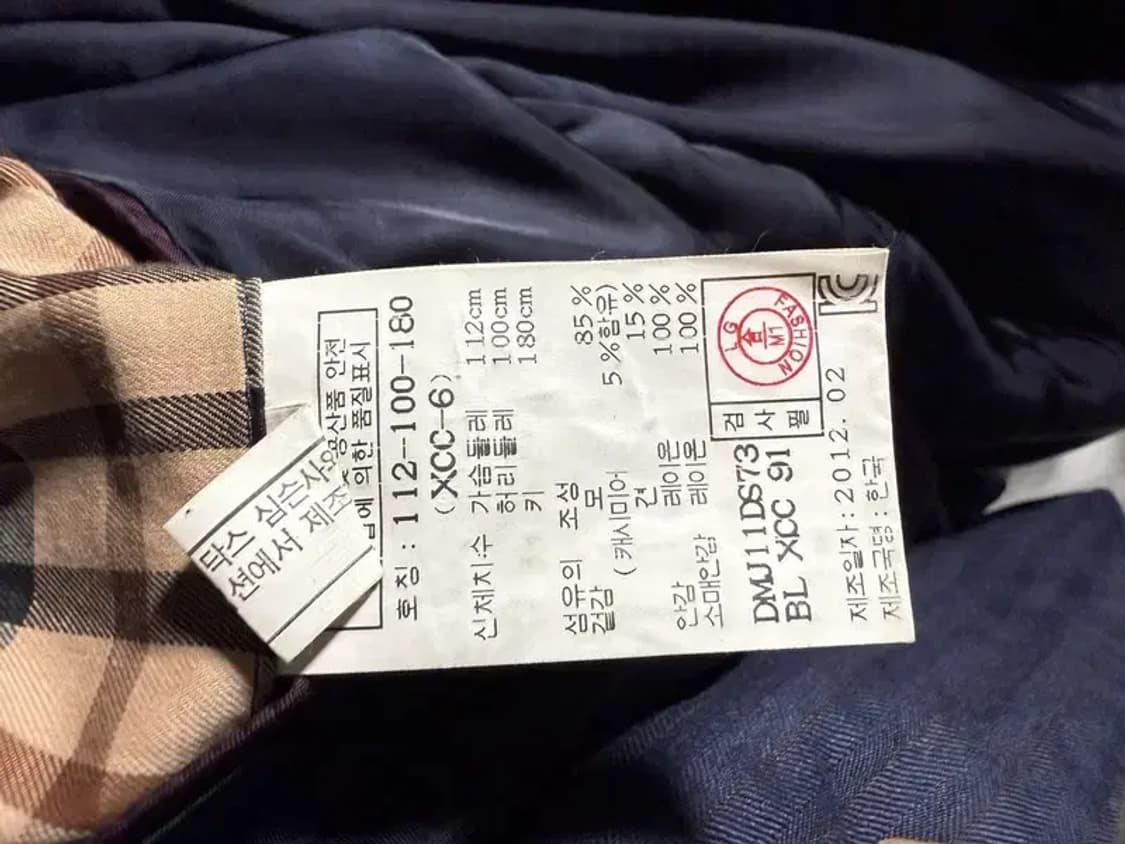 닥스 심슨사
션에서 제조
용산품 안전
법에 의한 품질표시
호 칭 : 112-100-180
(XCC-6)
신체치수 가슴둘레 112cm
허리둘레 100cm
키 180cm
섬유의 조성
겉감 모 85%
(캐시미어 5%함유)
견 15%
안감 레이온 100%
소매안감 레이온 100%
DMJ11DS73
BL XCC 91
검사필
LG FASHION
합
M1
제조일자:2012. 02
제조국명:한국